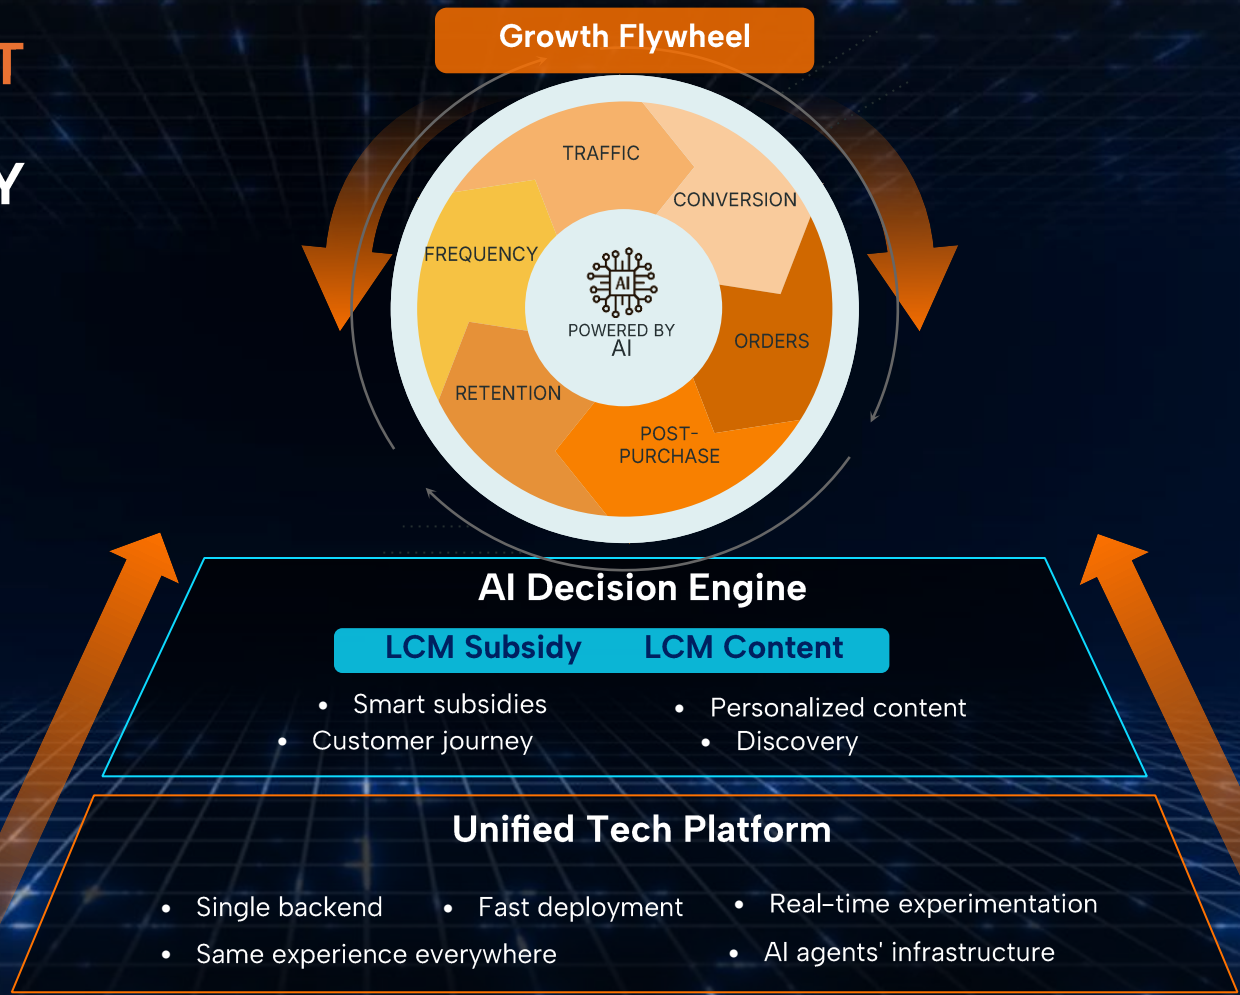 Growth Flywheel
T
Y
TRAFFIC
CONVERSION
FREQUENCY
AI
POWERED BY
AI
ORDERS
RETENTION
POST-
PURCHASE
AI Decision Engine
LCM Subsidy LCM Content
• Smart subsidies
• Customer journey
• Personalized content
• Discovery
Unified Tech Platform
• Single backend
• Fast deployment
• Real-time experimentation
• Same experience everywhere
• AI agents' infrastructure